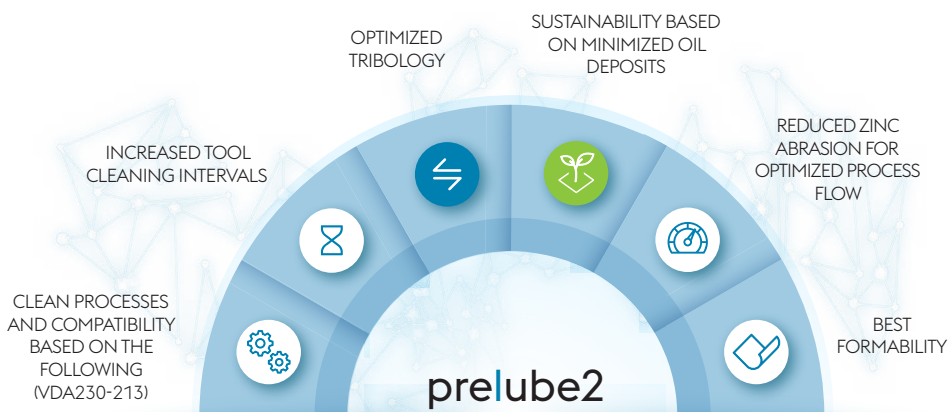 OPTIMIZED
TRIBOLOGY
SUSTAINABILITY BASED
ON MINIMIZED OIL
DEPOSITS
INCREASED TOOL
CLEANING INTERVALS
REDUCED ZINC
ABRASION FOR
OPTIMIZED PROCESS
FLOW
CLEAN PROCESSES
AND COMPATIBILITY
BASED ON THE
FOLLOWING
(VDA230-213)
BEST
FORMABILITY
prelube2